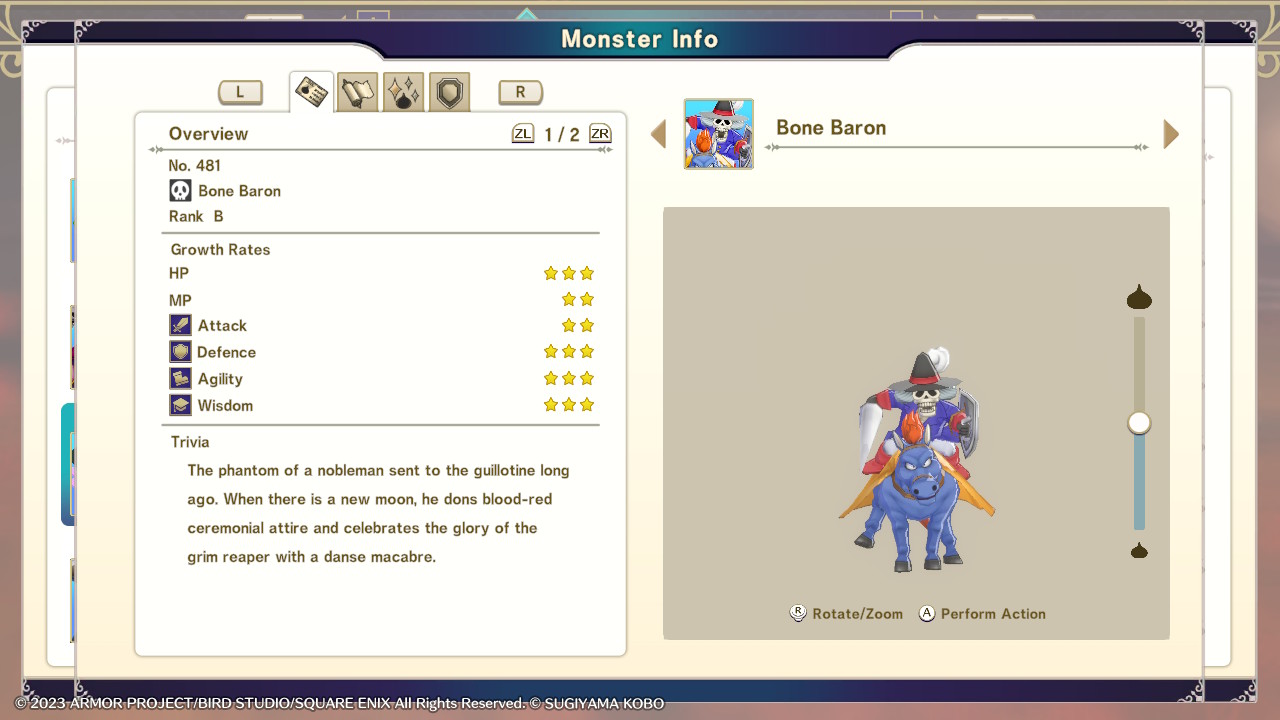 Monster Info
L
R
Overview
ZL 1 / 2 ZR
No. 481
Bone Baron
Rank B
Growth Rates
HP
MP
Attack
Defence
Agility
Wisdom
Trivia
The phantom of a nobleman sent to the guillotine long
ago. When there is a new moon, he dons blood-red
ceremonial attire and celebrates the glory of the
grim reaper with a danse macabre.
Bone Baron
R Rotate/Zoom A Perform Action
© 2023 ARMOR PROJECT/BIRD STUDIO/SQUARE ENIX All Rights Reserved. © SUGIYAMA KOBO